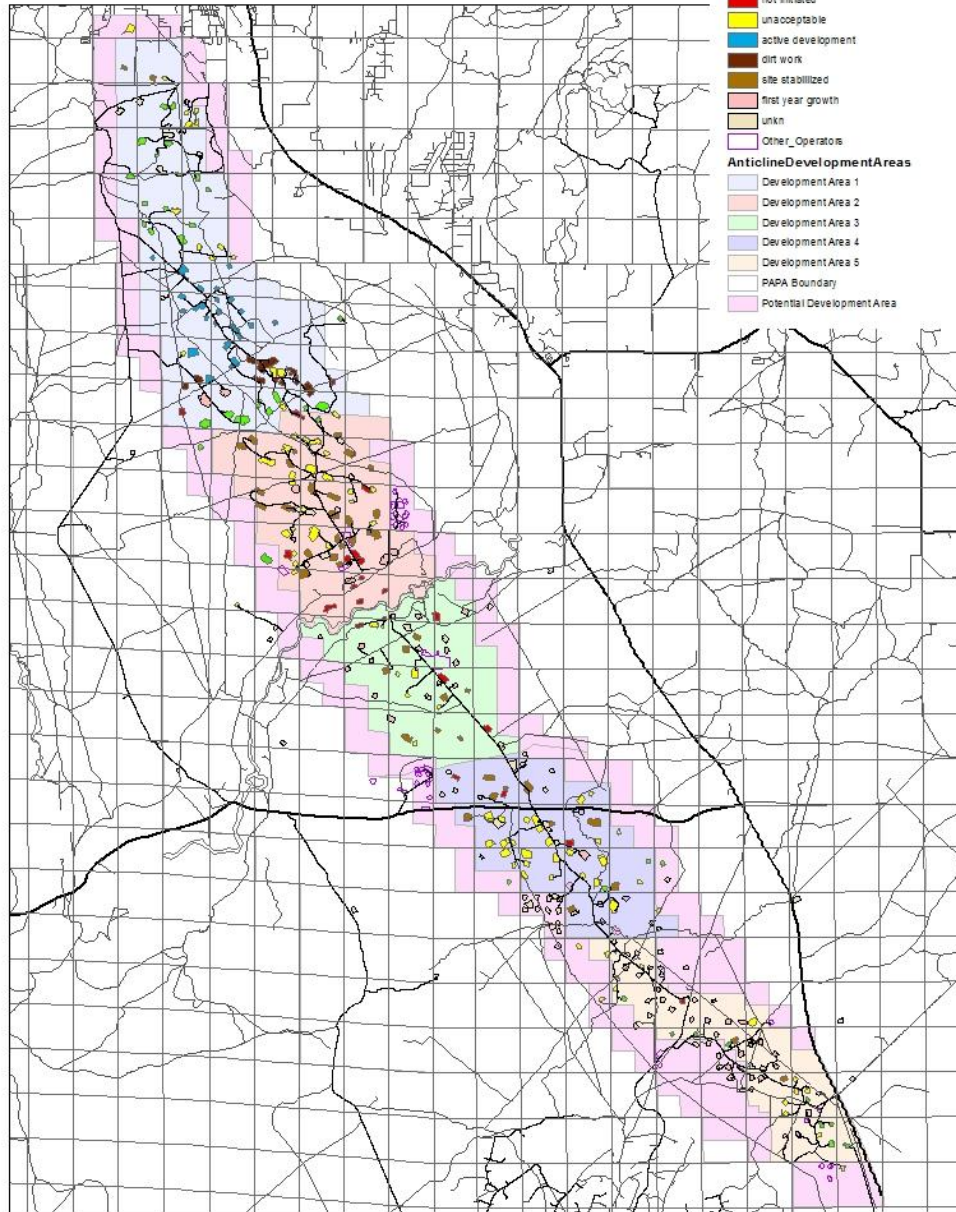 not initiated
unacceptable
active development
dirt work
site stabilized
first year growth
unkn
Other_Operators
AnticlineDevelopmentAreas
Development Area 1
Development Area 2
Development Area 3
Development Area 4
Development Area 5
PAPA Boundary
Potential Development Area